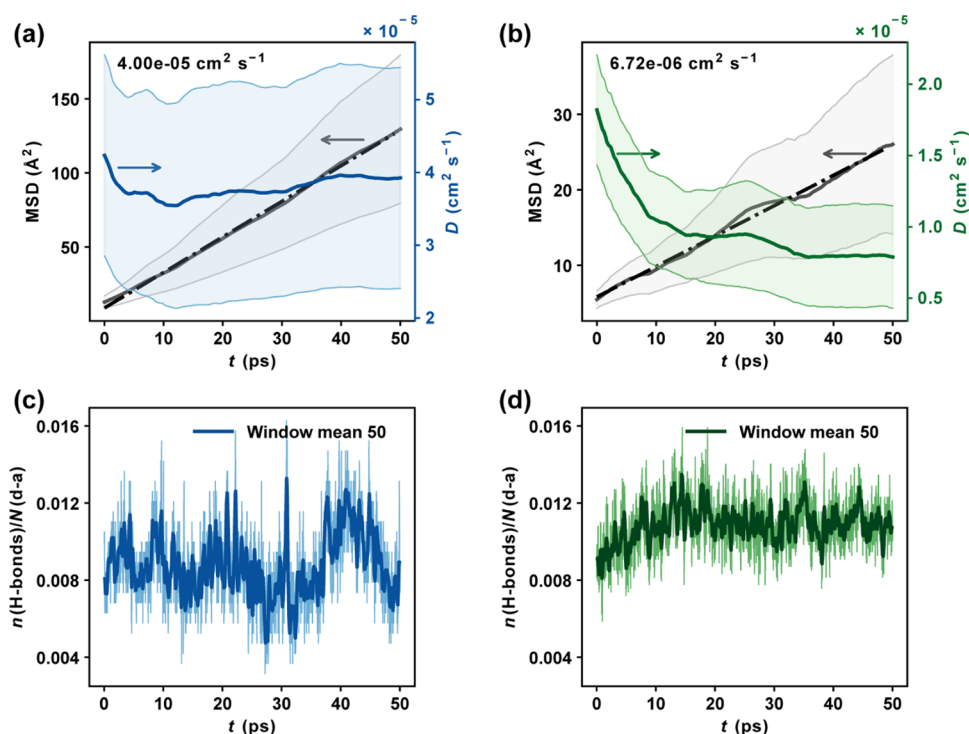 (a)
× 10⁻⁵
4.00e-05 cm² s⁻¹
MSD (Å²)
150
100
50
5
4
3
2
D (cm² s⁻¹)
0 10 20 30 40 50
t (ps)
(b)
× 10⁻⁵
6.72e-06 cm² s⁻¹
MSD (Å²)
30
20
10
2.0
1.5
1.0
0.5
D (cm² s⁻¹)
0 10 20 30 40 50
t (ps)
(c)
Window mean 50
n(H-bonds)/N(d-a)
0.016
0.012
0.008
0.004
0 10 20 30 40 50
t (ps)
(d)
Window mean 50
n(H-bonds)/N(d-a)
0.016
0.012
0.008
0.004
0 10 20 30 40 50
t (ps)